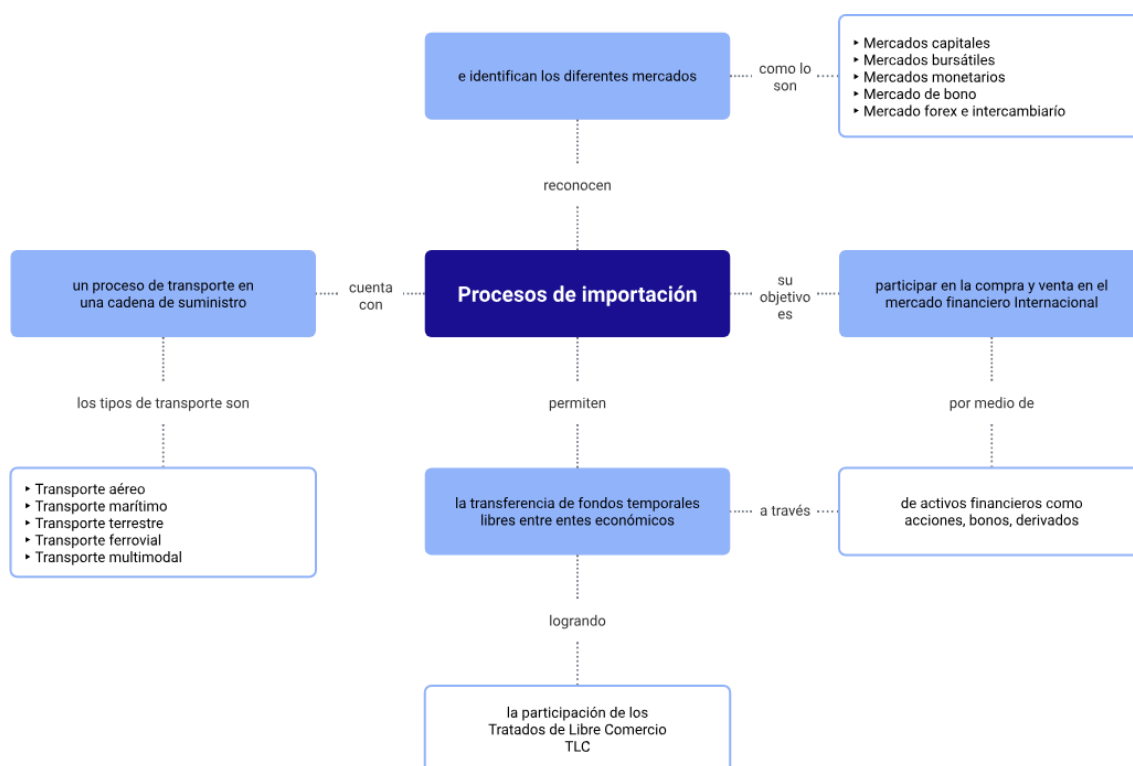 e identifican los diferentes mercados
como lo
son
‣ Mercados capitales
‣ Mercados bursátiles
‣ Mercados monetarios
‣ Mercado de bono
‣ Mercado forex e intercambiarío
reconocen
un proceso de transporte en
una cadena de suministro
cuenta
con
Procesos de importación
su
objetivo
es
participar en la compra y venta en el
mercado financiero Internacional
los tipos de transporte son
permiten
por medio de
‣ Transporte aéreo
‣ Transporte marítimo
‣ Transporte terrestre
‣ Transporte ferrovial
‣ Transporte multimodal
la transferencia de fondos temporales
libres entre entes económicos
a través
de activos financieros como
acciones, bonos, derivados
logrando
la participación de los
Tratados de Libre Comercio
TLC